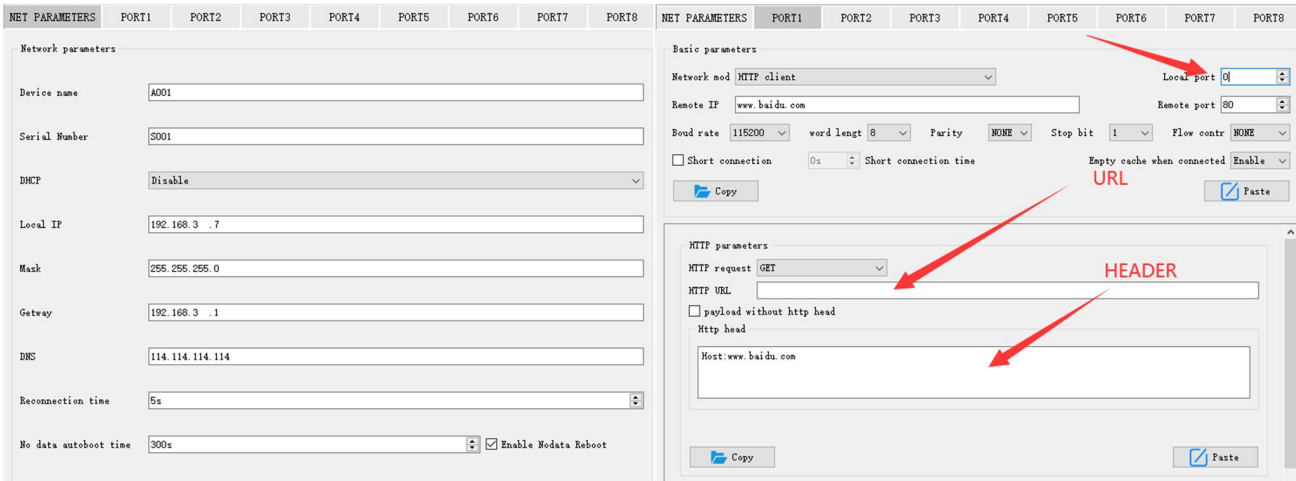 NET PARAMETERS PORT1 PORT2 PORT3 PORT4 PORT5 PORT6 PORT7 PORT8
Network parameters
Device name A001
Serial Number S001
DHCP Disable
Local IP 192.168.3 .7
Mask 255.255.255.0
Getway 192.168.3 .1
DNS 114.114.114.114
Reconnection time 5s
No data autoboot time 300s Enable Nodata Reboot
NET PARAMETERS PORT1 PORT2 PORT3 PORT4 PORT5 PORT6 PORT7 PORT8
Basic parameters
Network mod HTTP client Local port 0
Remote IP www.baidu.com Remote port 80
Boud rate 115200 word lengt 8 Parity NONE Stop bit 1 Flow contr NONE
Short connection 0s Short connection time Empty cache when connected Enable
Copy Paste
URL
HTTP parameters
HTTP request GET
HEADER
HTTP URL
payload without http head
Http head
Host:www.baidu.com
Copy Paste